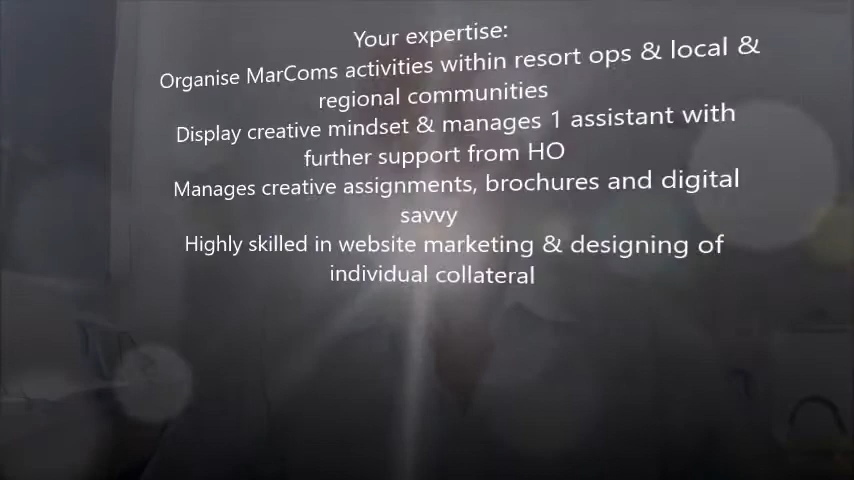 Your expertise:
Organise MarComs activities within resort ops & local &
regional communities
Display creative mindset & manages 1 assistant with
further support from HO
Manages creative assignments, brochures and digital
savvy
Highly skilled in website marketing & designing of
individual collateral